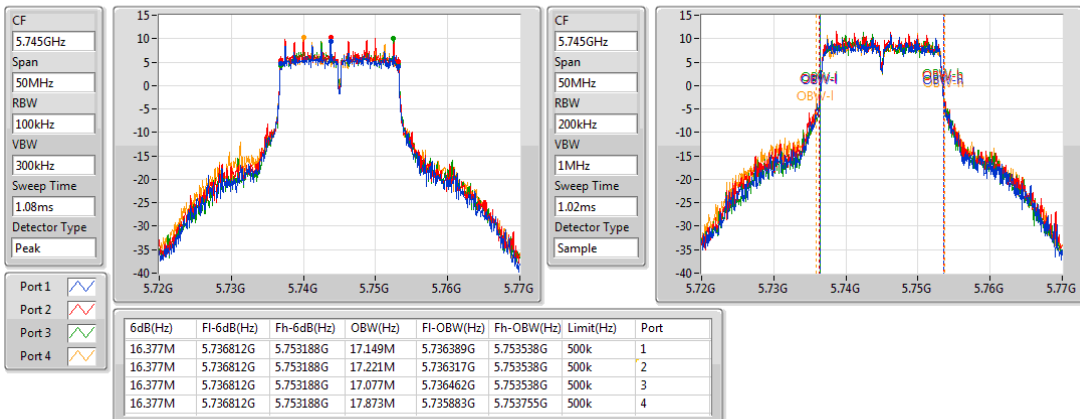 CF
5.745GHz
Span
50MHz
RBW
100kHz
VBW
300kHz
Sweep Time
1.08ms
Detector Type
Peak
15
10
5
0
-5
-10
-15
-20
-25
-30
-35
-40
5.72G 5.73G 5.74G 5.75G 5.76G 5.77G
CF
5.745GHz
Span
50MHz
RBW
200kHz
VBW
1MHz
Sweep Time
1.02ms
Detector Type
Sample
15
10
5
0
-5
-10
-15
-20
-25
-30
-35
-40
OBW-l OBW-h
OBW-l
5.72G 5.73G 5.74G 5.75G 5.76G 5.77G
Port 1
Port 2
Port 3
Port 4
6dB(Hz) Fl-6dB(Hz) Fh-6dB(Hz) OBW(Hz) Fl-OBW(Hz) Fh-OBW(Hz) Limit(Hz) Port
16.377M 5.736812G 5.753188G 17.149M 5.736389G 5.753538G 500k 1
16.377M 5.736812G 5.753188G 17.221M 5.736317G 5.753538G 500k 2
16.377M 5.736812G 5.753188G 17.077M 5.736462G 5.753538G 500k 3
16.377M 5.736812G 5.753188G 17.873M 5.735883G 5.753755G 500k 4